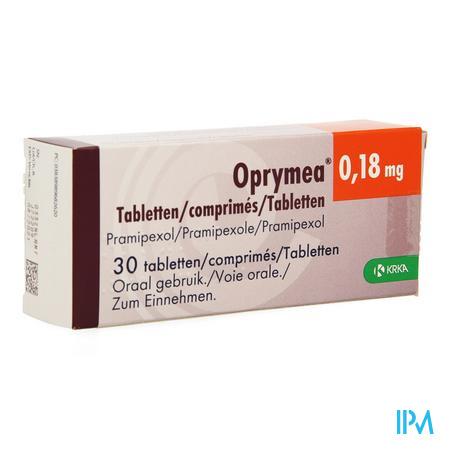 Oprymea® 0,18 mg
Tabletten/comprimés/Tabletten
Pramipexol/Pramipexole/Pramipexol
30 tabletten/comprimés/Tabletten
Oraal gebruik./Voie orale./
Zum Einnehmen.
KRKA
IPM